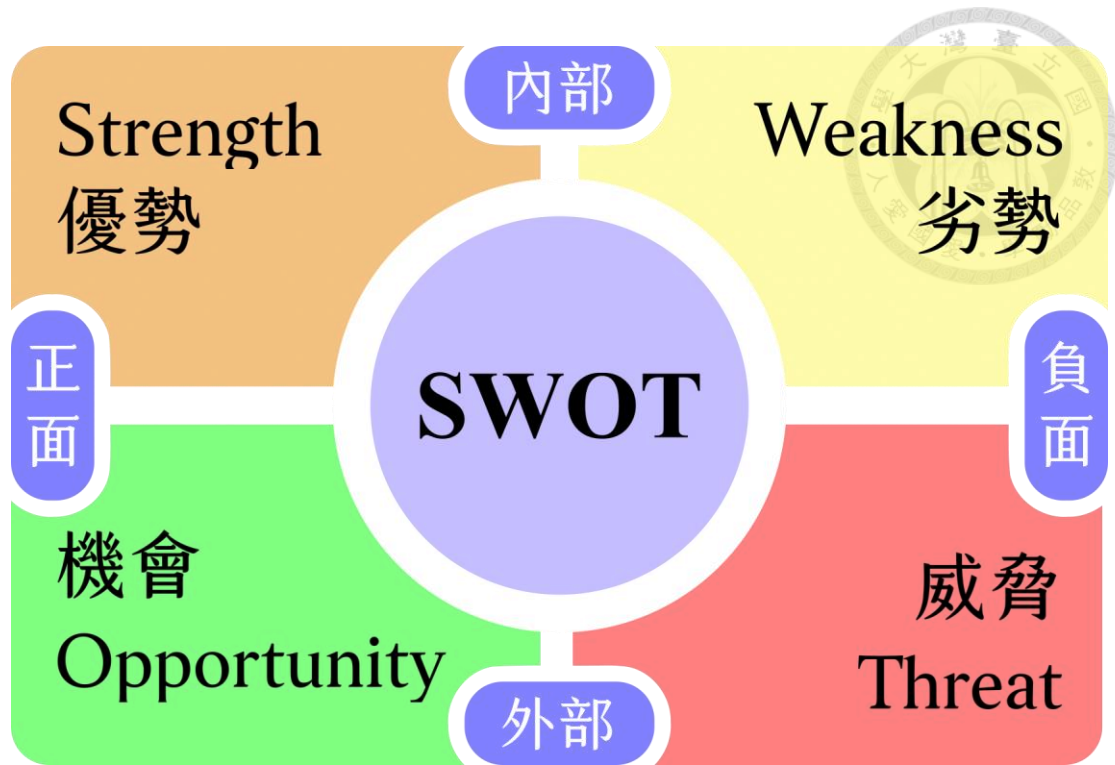 內部
Strength
優勢
Weakness
劣勢
正面
SWOT
負面
機會
Opportunity
威脅
Threat
外部